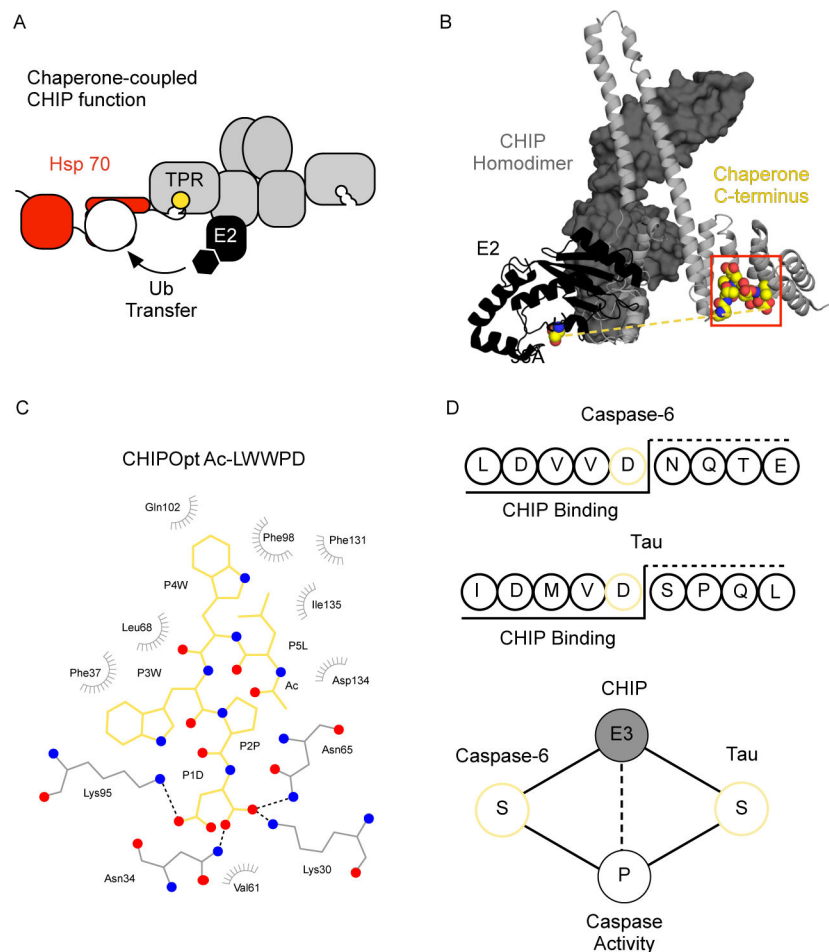 A
Chaperone-coupled
CHIP function
Hsp 70
TPR
E2
Ub
Transfer
B
CHIP
Homodimer
Chaperone
C-terminus
E2
C
CHIPOpt Ac-LWWPD
Gln102
Phe98
Phe131
P4W
Ile135
Leu68
P5L
Phe37
P3W
Ac
Asp134
P2P
Asn65
P1D
Lys95
Asn34
Val61
Lys30
D
Caspase-6
L D V V D N Q T E
CHIP Binding
Tau
I D M V D S P Q L
CHIP Binding
CHIP
E3
Caspase-6
Tau
S
S
P
Caspase
Activity